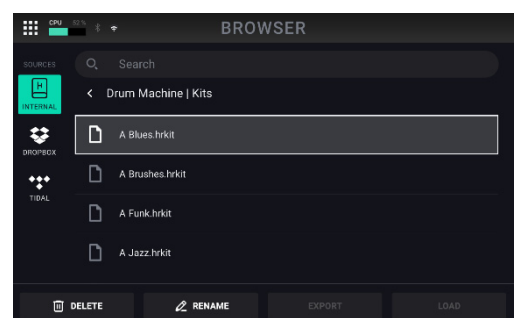 CPU 52% BROWSER
SOURCES
Search
H
INTERNAL
Drum Machine | Kits
DROPBOX
A Blues.hrkit
A Brushes.hrkit
TIDAL
A Funk.hrkit
A Jazz.hrkit
DELETE RENAME EXPORT LOAD